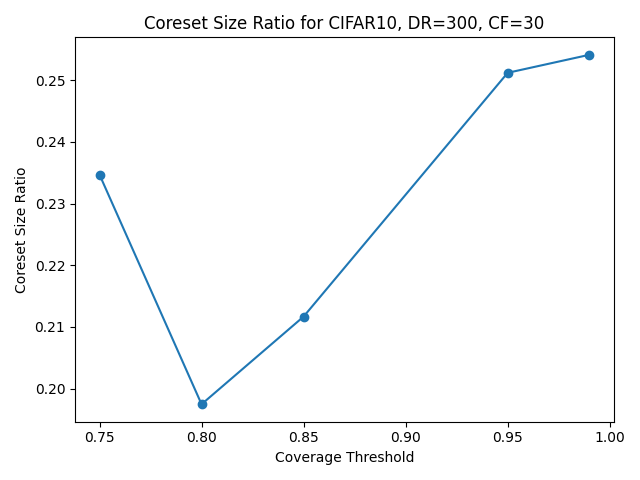 Coreset Size Ratio for CIFAR10, DR=300, CF=30
Coreset Size Ratio
0.25
0.24
0.23
0.22
0.21
0.20
0.75 0.80 0.85 0.90 0.95 1.00
Coverage Threshold